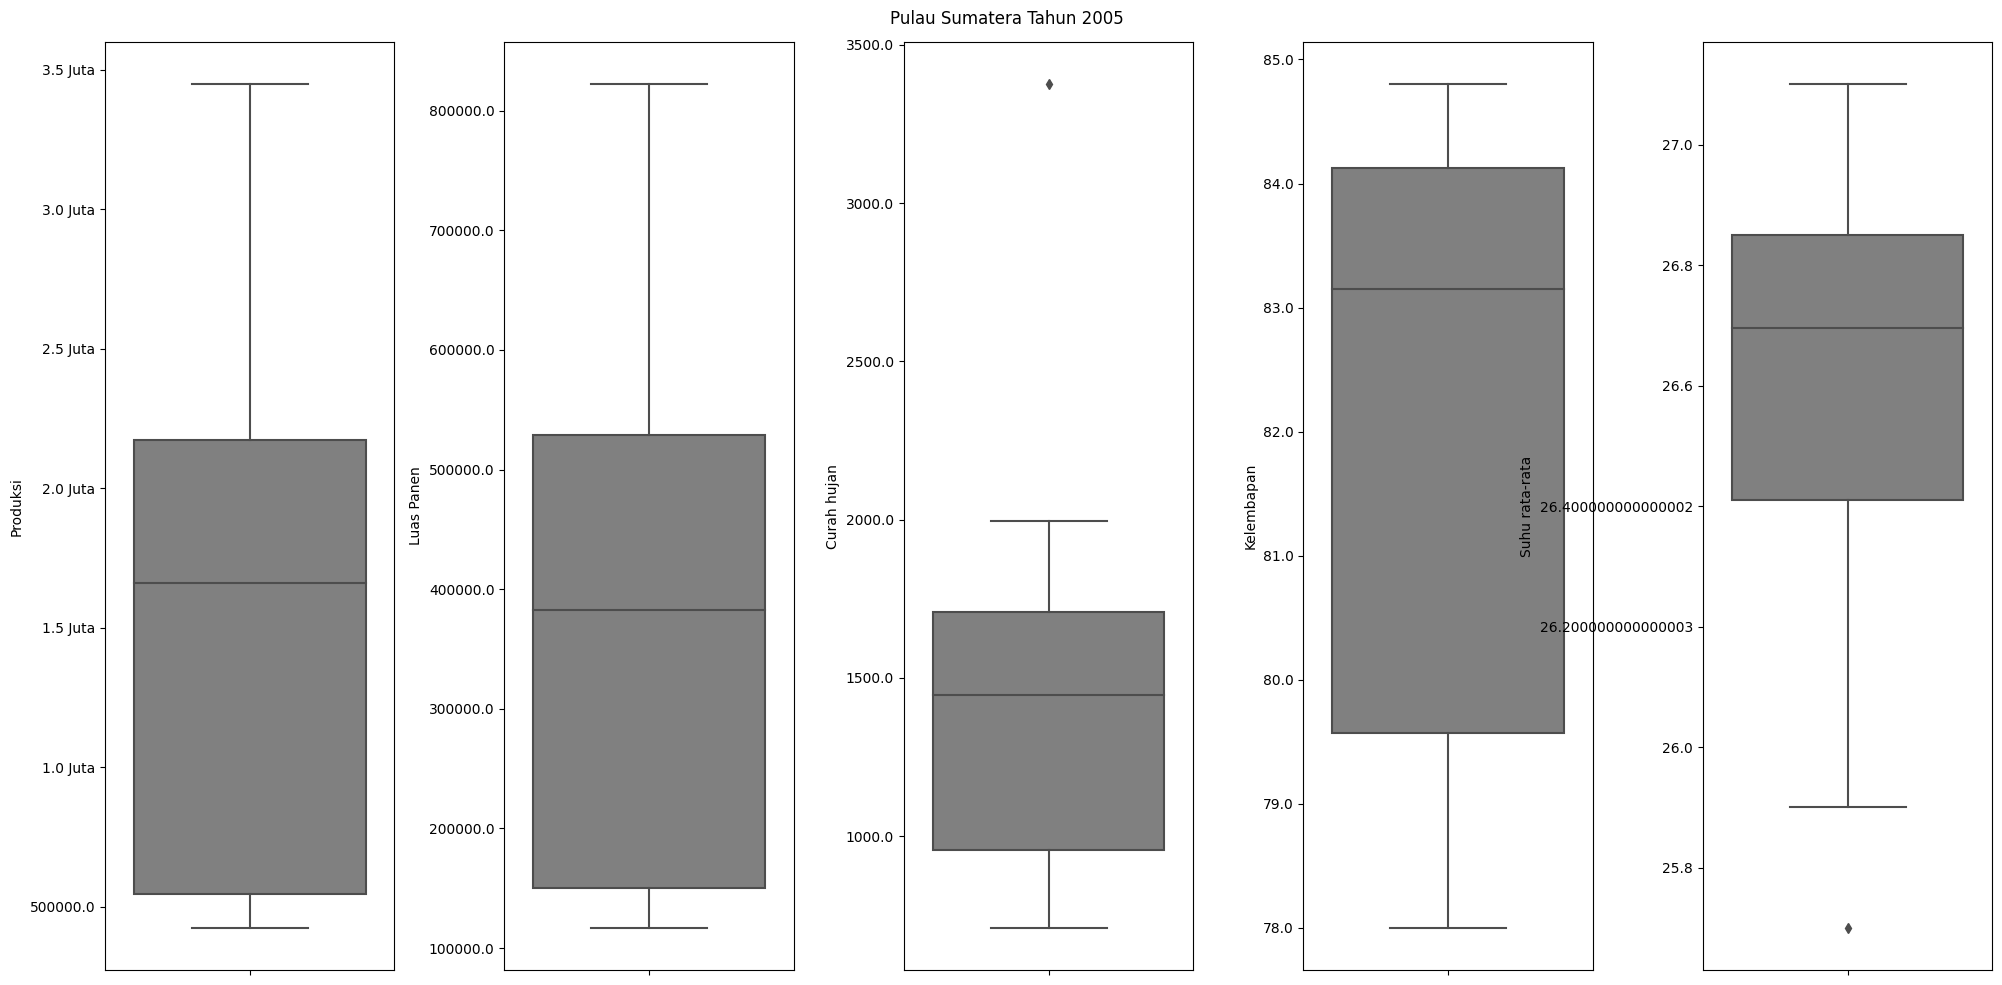 Pulau Sumatera Tahun 2005
Produksi
3.5 Juta
3.0 Juta
2.5 Juta
2.0 Juta
1.5 Juta
1.0 Juta
500000.0
Luas Panen
800000.0
700000.0
600000.0
500000.0
400000.0
300000.0
200000.0
100000.0
Curah hujan
3500.0
3000.0
2500.0
2000.0
1500.0
1000.0
Kelembapan
85.0
84.0
83.0
82.0
81.0
80.0
79.0
78.0
Suhu rata-rata
27.0
26.8
26.6
26.400000000000002
26.200000000000003
26.0
25.8